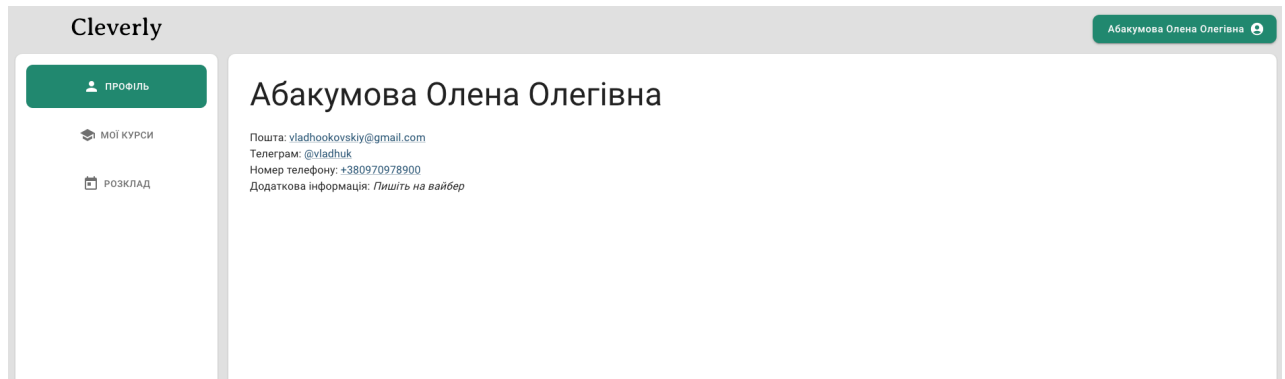 Cleverly
Абакумова Олена Олегівна
ПРОФІЛЬ
МОЇ КУРСИ
РОЗКЛАД
Абакумова Олена Олегівна
Пошта: vladhookovskiy@gmail.com
Телеграм: @vladhuk
Номер телефону: +380970978900
Додаткова інформація: Пишіть на вайбер